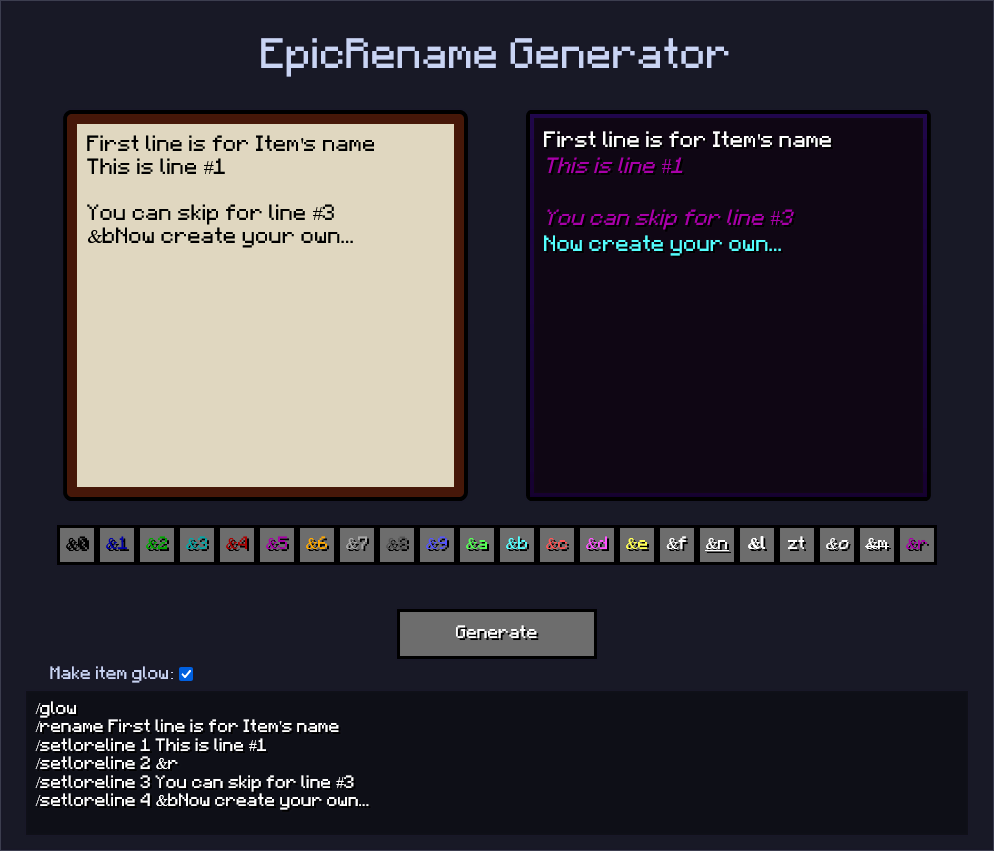 EpicRename Generator
First line is for Item's name
This is line #1
You can skip for line #3
&bNow create your own...
First line is for Item's name
This is line #1
You can skip for line #3
Now create your own...
&0 &1 &2 &3 &4 &5 &6 &7 &8 &9 &a &b &c &d &e &f &n &l zt &o &m &r
Generate
Make item glow:
/glow
/rename First line is for Item's name
/setloreline 1 This is line #1
/setloreline 2 &r
/setloreline 3 You can skip for line #3
/setloreline 4 &bNow create your own...